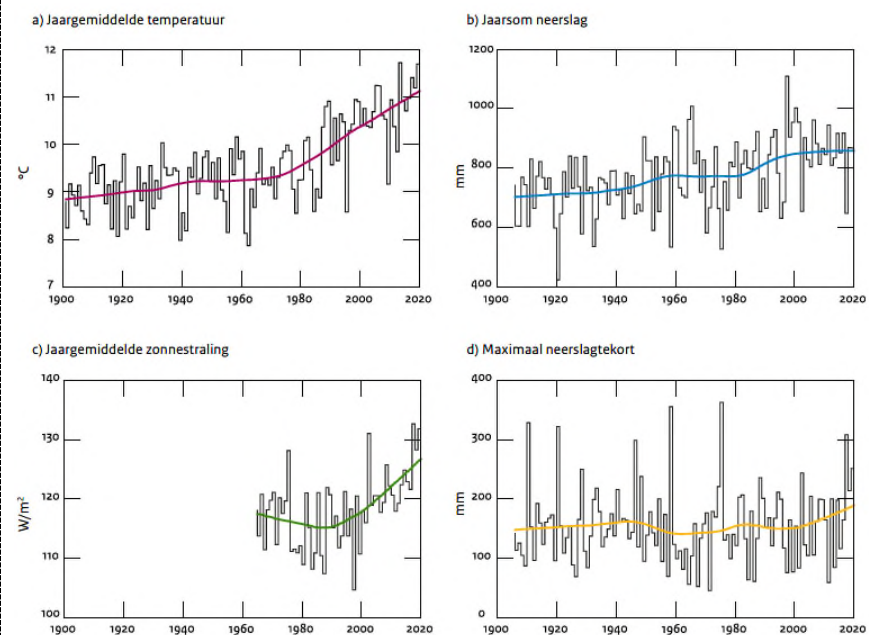 a) Jaargemiddelde temperatuur
12
11
10
9
8
7
°C
1900 1920 1940 1960 1980 2000 2020
b) Jaarsom neerslag
1200
1000
800
600
400
mm
1900 1920 1940 1960 1980 2000 2020
c) Jaargemiddelde zonnestraling
140
130
120
110
100
W/m²
1900 1920 1940 1960 1980 2000 2020
d) Maximaal neerslagtekort
400
300
200
100
0
mm
1900 1920 1940 1960 1980 2000 2020